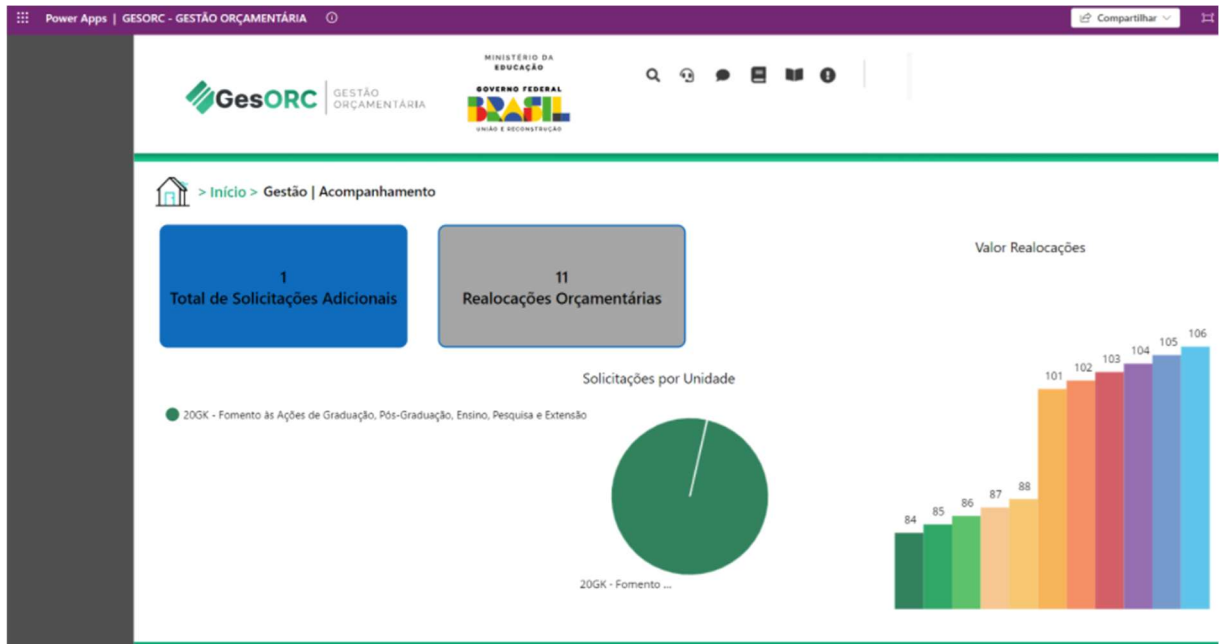 Power Apps | GESORC - GESTÃO ORÇAMENTÁRIA
Compartilhar
GesORC
GESTÃO
ORÇAMENTÁRIA
MINISTÉRIO DA
EDUCAÇÃO
GOVERNO FEDERAL
BRASIL
UNIÃO E RECONSTRUÇÃO
> Início > Gestão | Acompanhamento
1
Total de Solicitações Adicionais
11
Realocações Orçamentárias
Solicitações por Unidade
20GK - Fomento às Ações de Graduação, Pós-Graduação, Ensino, Pesquisa e Extensão
20GK - Fomento ...
Valor Realocações
84
85
86
87
88
101
102
103
104
105
106